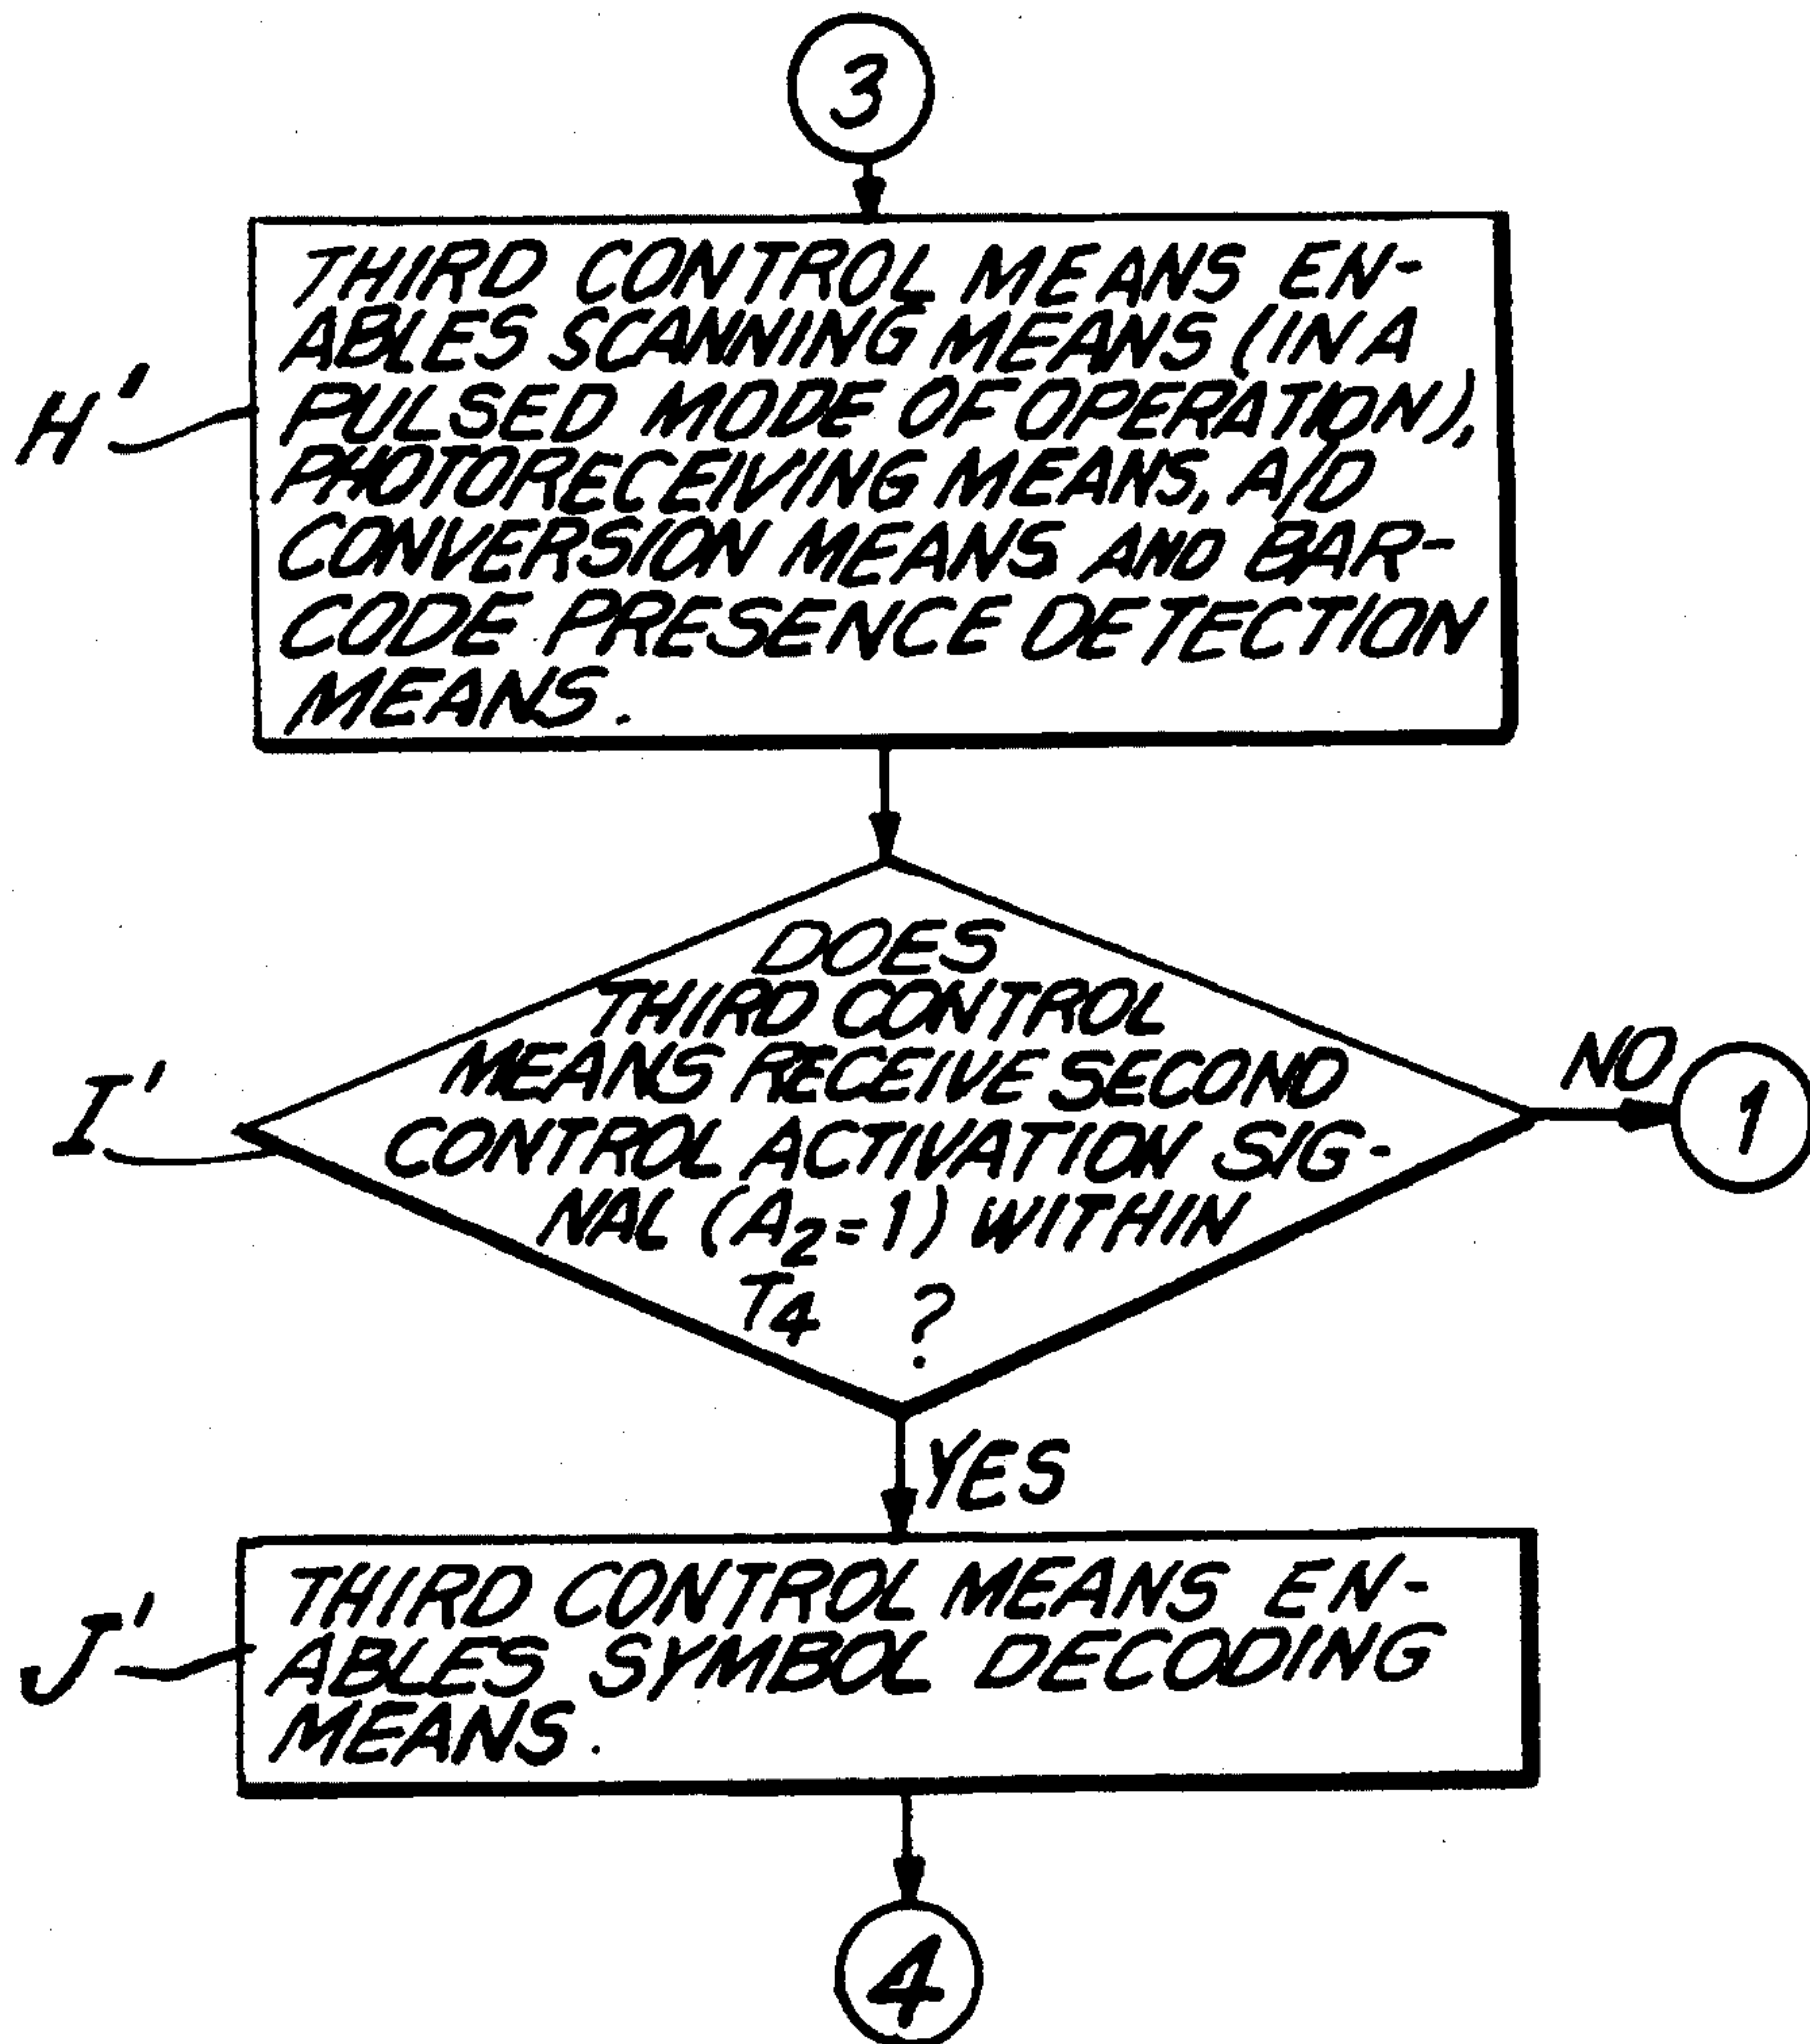 3
THIRD CONTROL MEANS EN-
ABLES SCANNING MEANS (IN A
PULSED MODE OF OPERATION),
PHOTORECEIVING MEANS, A/D
CONVERSION MEANS AND BAR-
CODE PRESENCE DETECTION
MEANS.
H'
DOES
THIRD CONTROL
MEANS RECEIVE SECOND
CONTROL ACTIVATION SIG-
NAL (A2=1) WITHIN
T4 ?
I'
NO
1
YES
THIRD CONTROL MEANS EN-
ABLES SYMBOL DECODING
MEANS.
J'
4